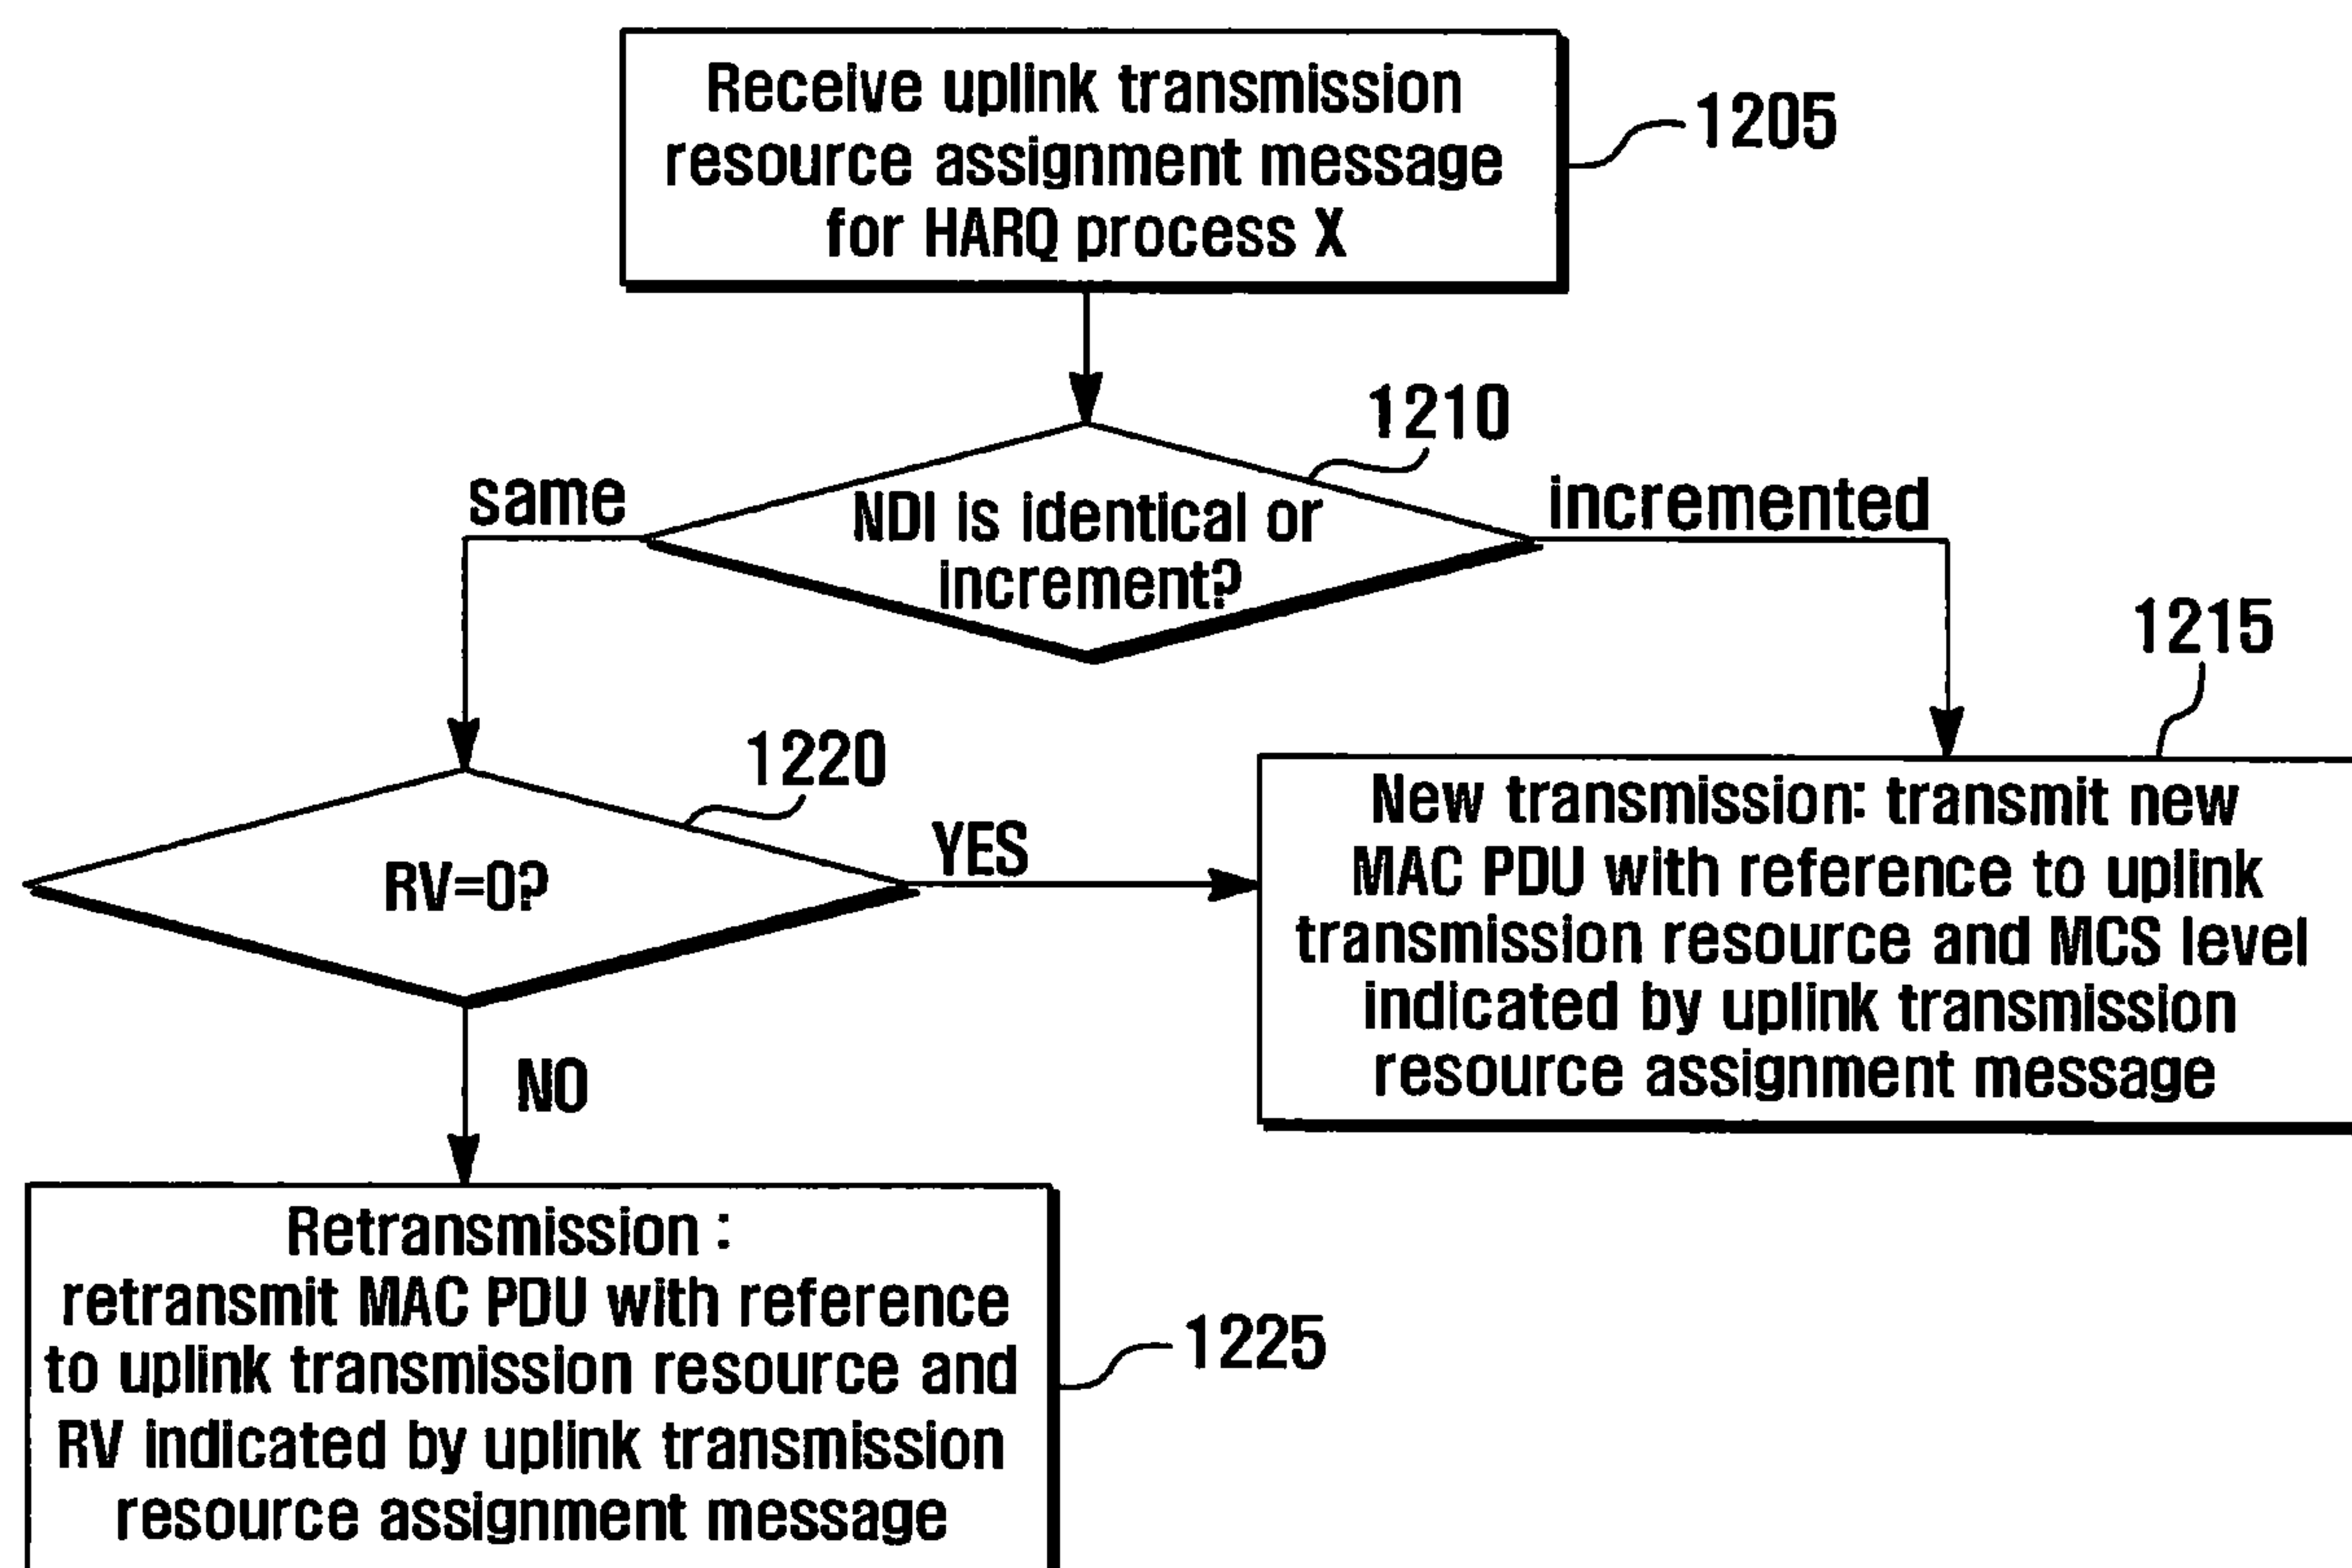 Receive uplink transmission
resource assignment message
for HARQ process X
1205
1210
same
NDI is identical or
increment?
incremented
1215
1220
RV=0?
YES
New transmission: transmit new
MAC PDU with reference to uplink
transmission resource and MCS level
indicated by uplink transmission
resource assignment message
NO
Retransmission :
retransmit MAC PDU with reference
to uplink transmission resource and
RV indicated by uplink transmission
resource assignment message
1225